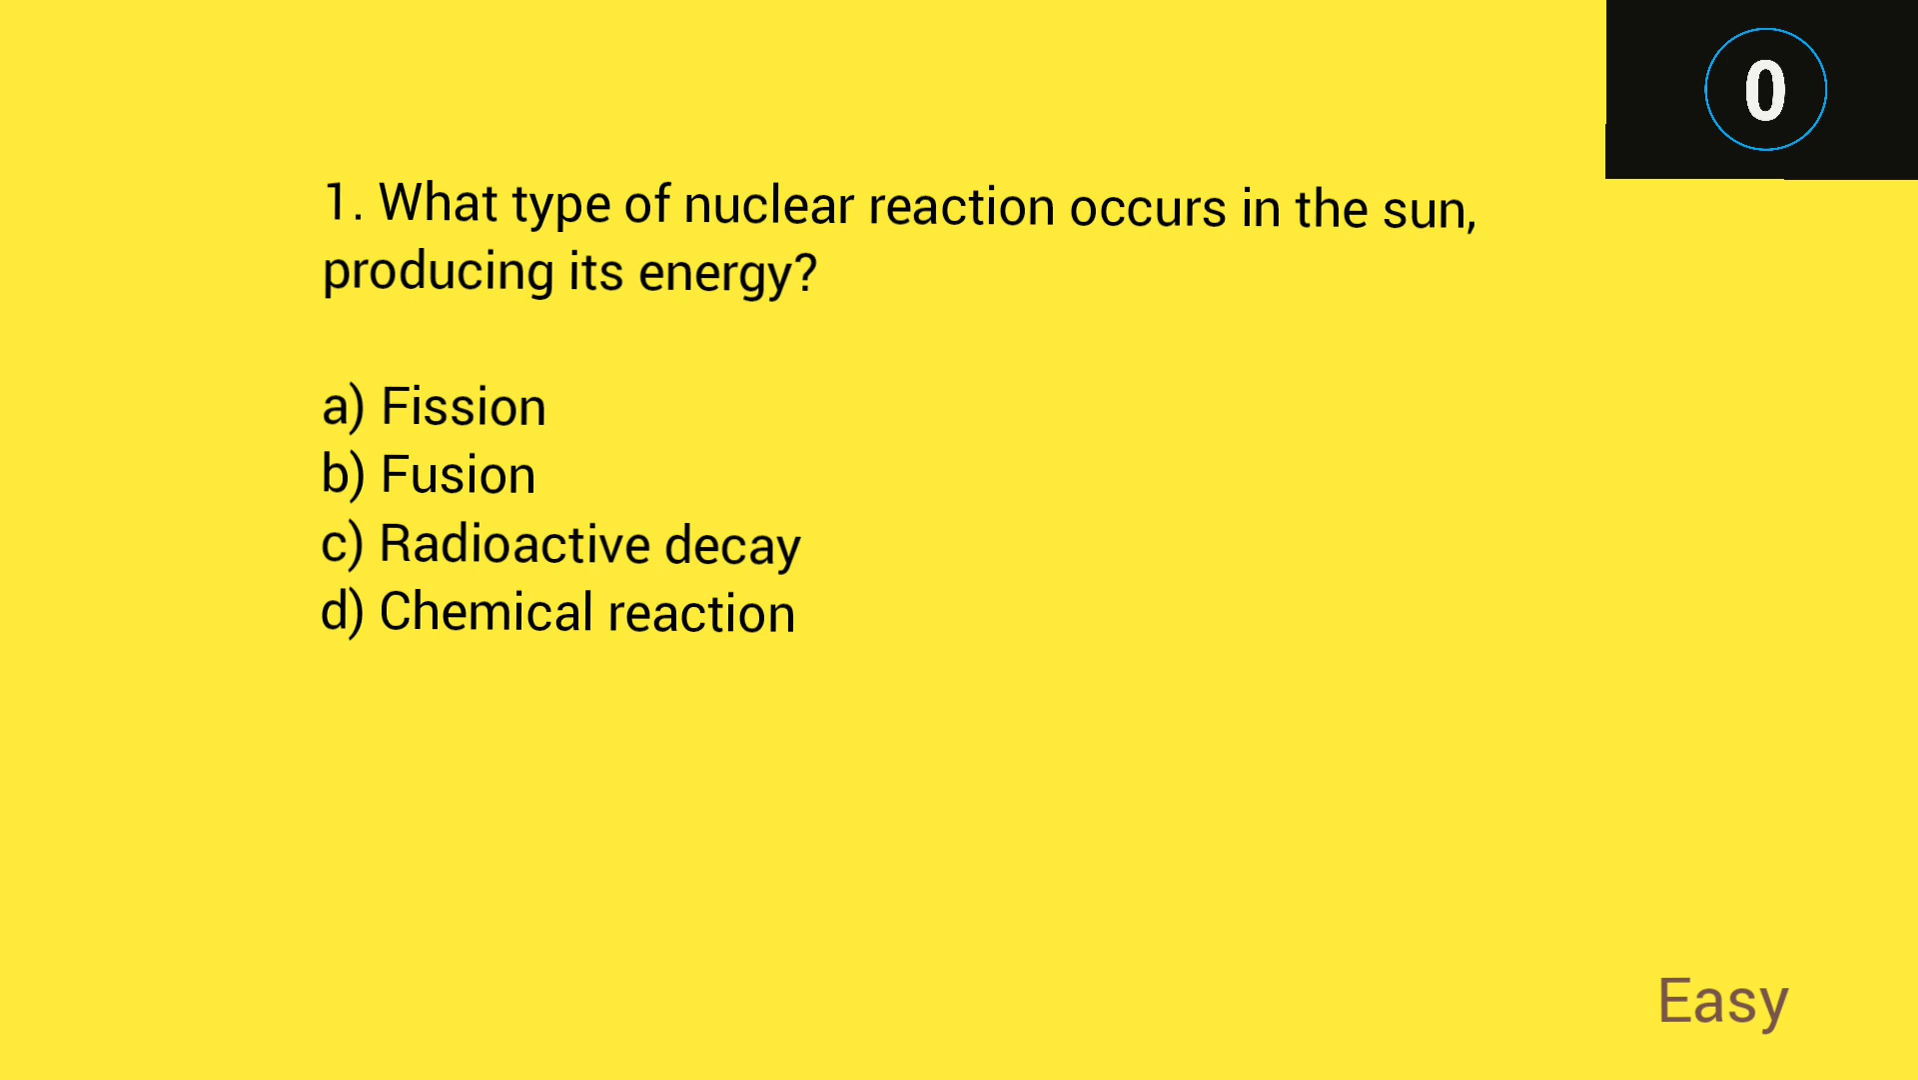 0
1. What type of nuclear reaction occurs in the sun,
producing its energy?
a) Fission
b) Fusion
c) Radioactive decay
d) Chemical reaction
Easy